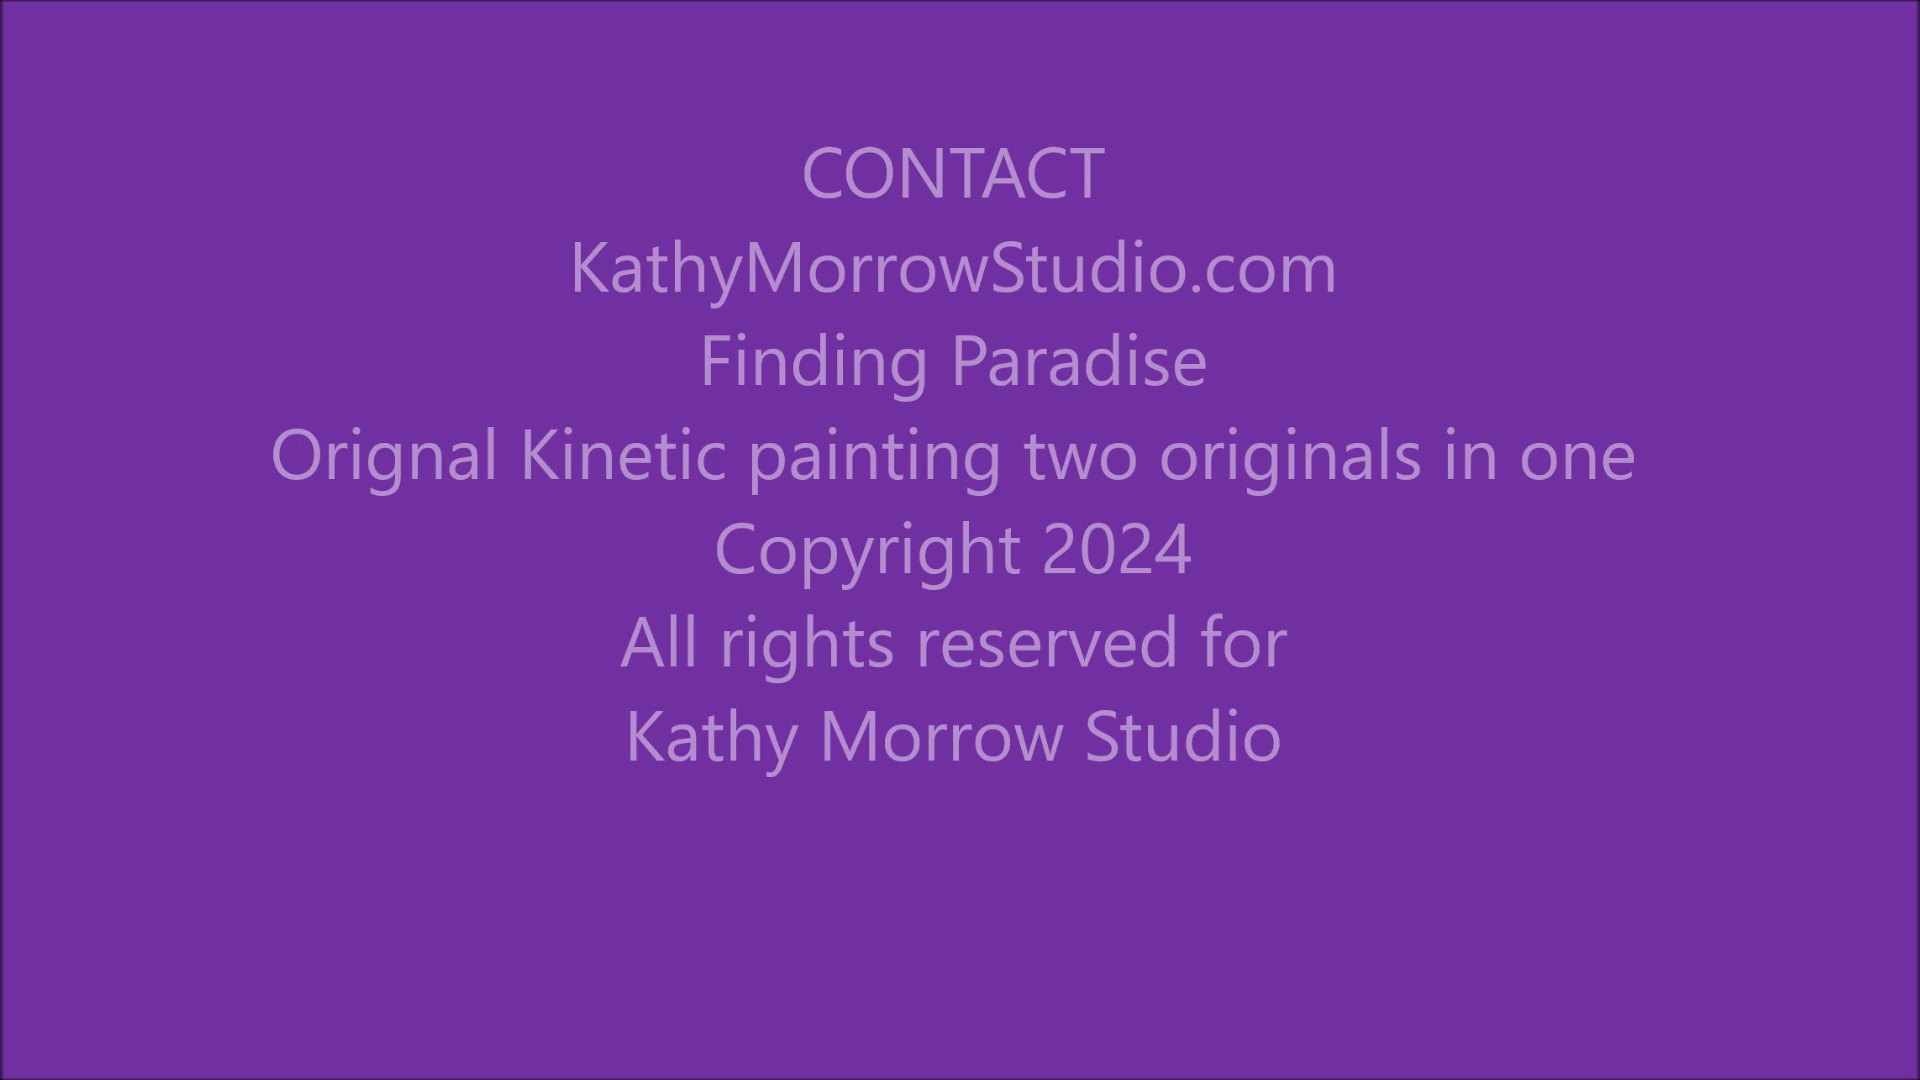 CONTACT
KathyMorrowStudio.com
Finding Paradise
Orignal Kinetic painting two originals in one
Copyright 2024
All rights reserved for
Kathy Morrow Studio